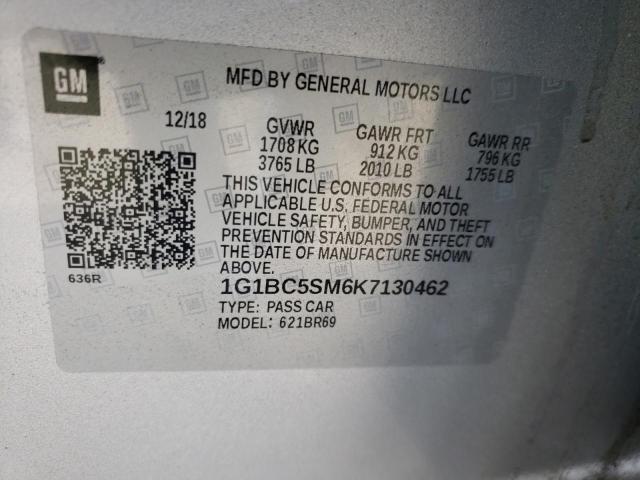 GM
MFD BY GENERAL MOTORS LLC
12/18 GVWR GAWR FRT GAWR RR
1708 KG 912 KG 796 KG
3765 LB 2010 LB 1755 LB
THIS VEHICLE CONFORMS TO ALL
APPLICABLE U.S. FEDERAL MOTOR
VEHICLE SAFETY, BUMPER, AND THEFT
PREVENTION STANDARDS IN EFFECT ON
THE DATE OF MANUFACTURE SHOWN
ABOVE.
636R
1G1BC5SM6K7130462
TYPE: PASS CAR
MODEL: 621BR69